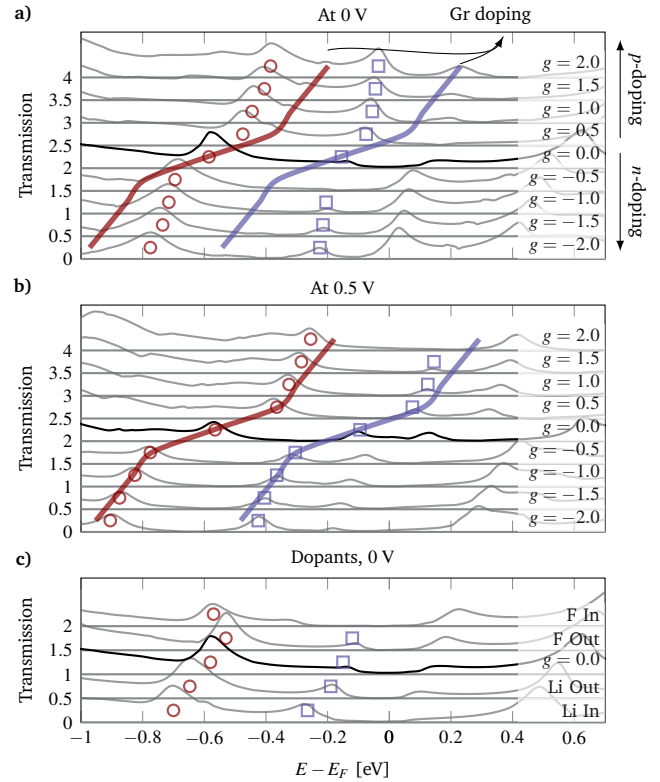 a) At 0 V Gr doping
Transmission
4
3.5
3
2.5
2
1.5
1
0.5
0
g = 2.0
g = 1.5
g = 1.0
g = 0.5
g = 0.0
g = −0.5
g = −1.0
g = −1.5
g = −2.0
p-doping
n-doping
b) At 0.5 V
Transmission
4
3.5
3
2.5
2
1.5
1
0.5
0
g = 2.0
g = 1.5
g = 1.0
g = 0.5
g = 0.0
g = −0.5
g = −1.0
g = −1.5
g = −2.0
c) Dopants, 0 V
Transmission
2
1.5
1
0.5
0
F In
F Out
g = 0.0
Li Out
Li In
−1 −0.8 −0.6 −0.4 −0.2 0 0.2 0.4 0.6
E − E_F [eV]